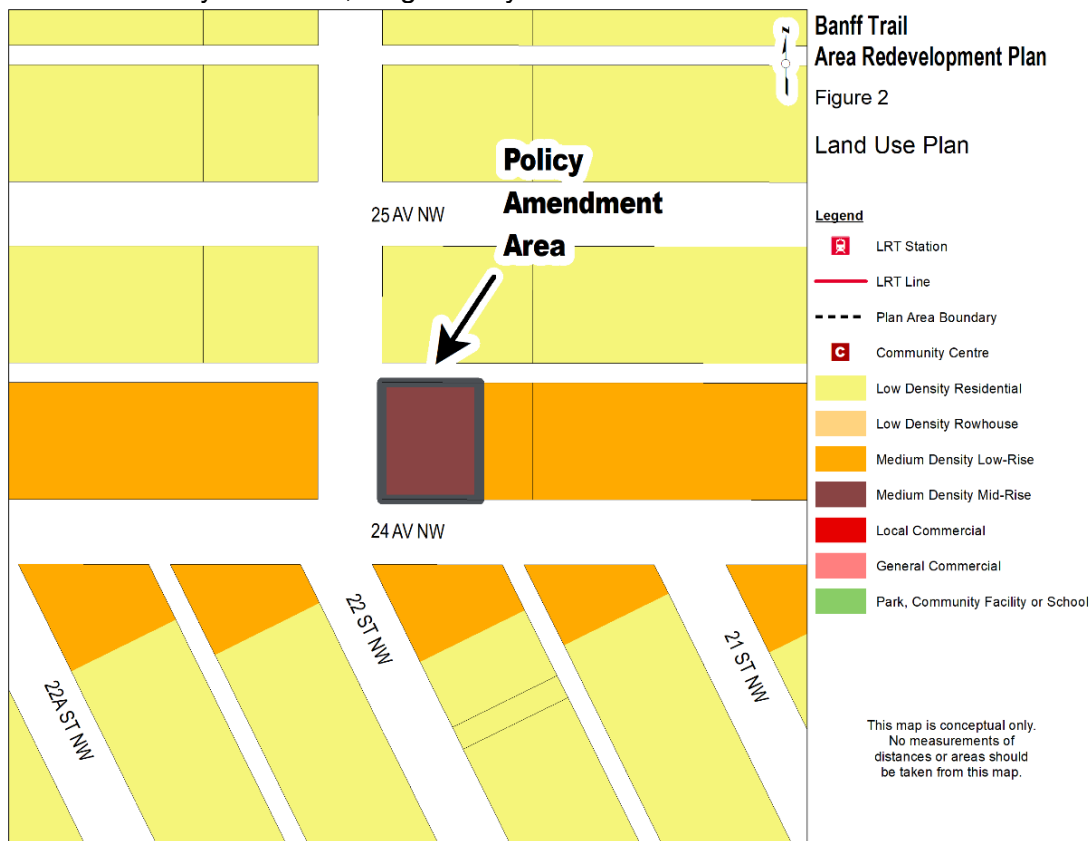 Banff Trail
Area Redevelopment Plan
Figure 2
Land Use Plan
N
Policy
Amendment
Area
25 AV NW
24 AV NW
22A ST NW
22 ST NW
21 ST NW
Legend
LRT Station
LRT Line
Plan Area Boundary
C Community Centre
Low Density Residential
Low Density Rowhouse
Medium Density Low-Rise
Medium Density Mid-Rise
Local Commercial
General Commercial
Park, Community Facility or School
This map is conceptual only.
No measurements of
distances or areas should
be taken from this map.